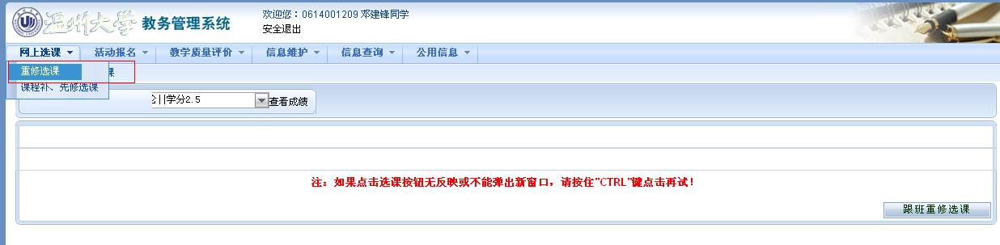 温州大学 教务管理系统
欢迎您：0614001209 邓建锋同学
安全退出
网上选课 活动报名 教学质量评价 信息维护 信息查询 公用信息
重修选课 课
课程补、先修选课
学分2.5 查看成绩
注：如果点击选课按钮无反映或不能弹出新窗口，请按住"CTRL"键点击再试！
跟班重修选课